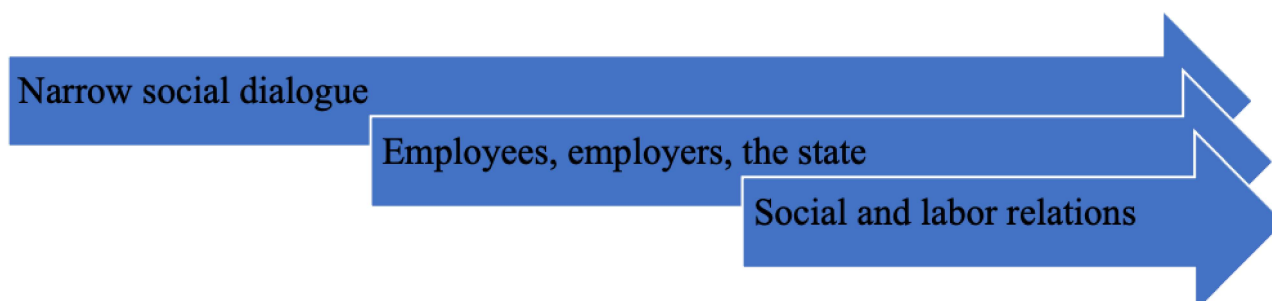 Narrow social dialogue
Employees, employers, the state
Social and labor relations